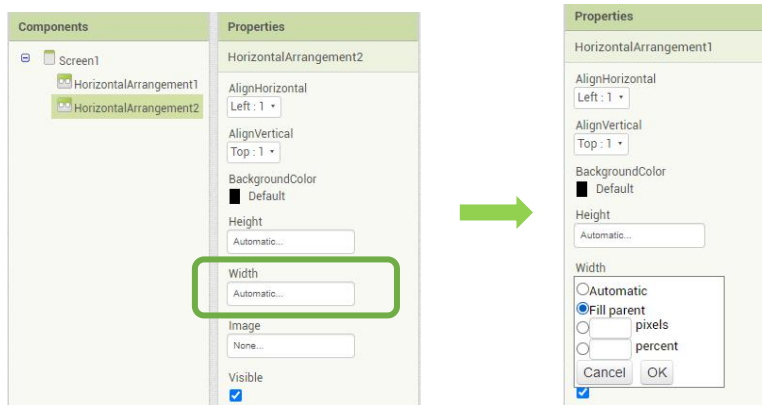 Components
Screen1
HorizontalArrangement1
HorizontalArrangement2
Properties
HorizontalArrangement2
AlignHorizontal
Left : 1
AlignVertical
Top : 1
BackgroundColor
Default
Height
Automatic...
Width
Automatic...
Image
None...
Visible
Properties
HorizontalArrangement1
AlignHorizontal
Left : 1
AlignVertical
Top : 1
BackgroundColor
Default
Height
Automatic...
Width
Automatic
Fill parent
pixels
percent
Cancel OK